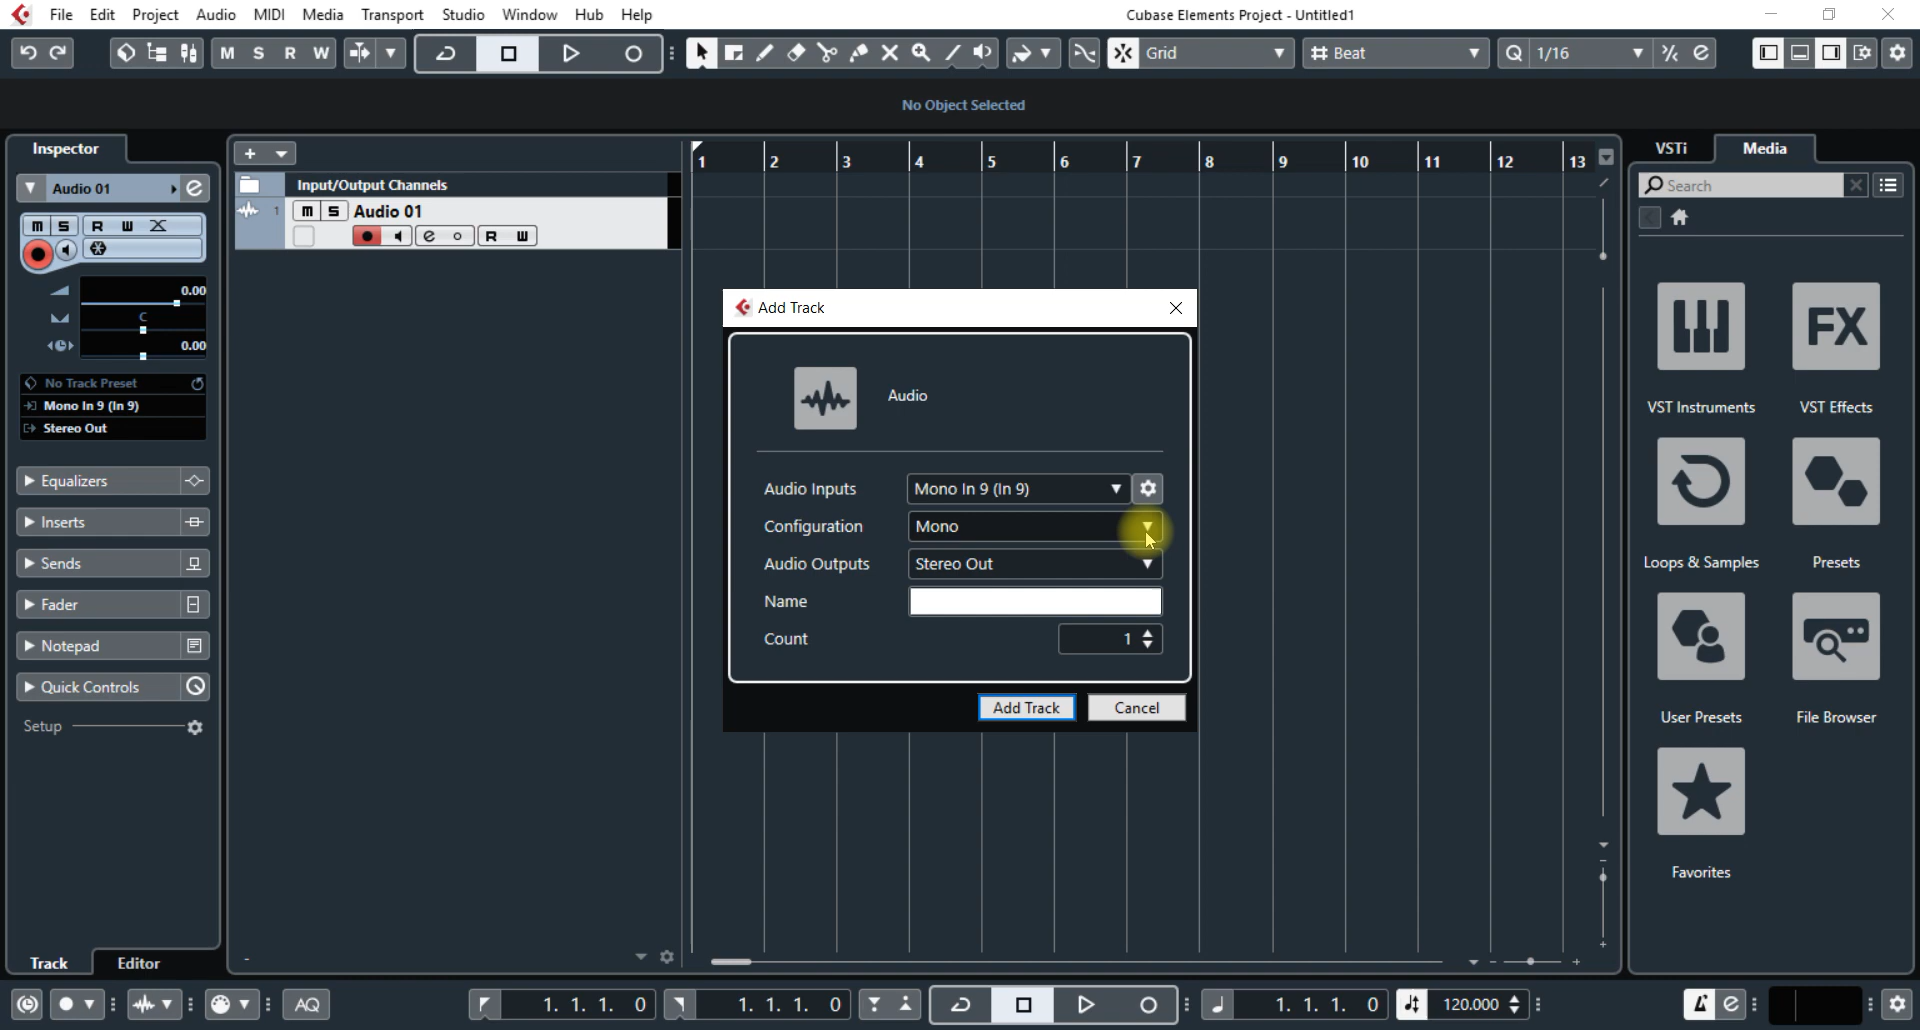 File Edit Project Audio MIDI Media Transport Studio Window Hub Help
Cubase Elements Project - Untitled1
M S R W
Grid
Beat
Q 1/16
No Object Selected
Inspector
Audio 01
m S R W
0.00
C
0.00
No Track Preset
Mono In 9 (In 9)
Stereo Out
Equalizers
Inserts
Sends
Fader
Notepad
Quick Controls
Setup
Track Editor
Input/Output Channels
1 m S Audio 01
e R W
1 2 3 4 5 6 7 8 9 10 11 12 13
Add Track
Audio
Audio Inputs Mono In 9 (In 9)
Configuration Mono
Audio Outputs Stereo Out
Name
Count 1
Add Track Cancel
VSTi Media
Search
VST Instruments
FX
VST Effects
Loops & Samples
Presets
User Presets
File Browser
Favorites
AQ
1. 1. 1. 0
1. 1. 1. 0
1. 1. 1. 0
120.000